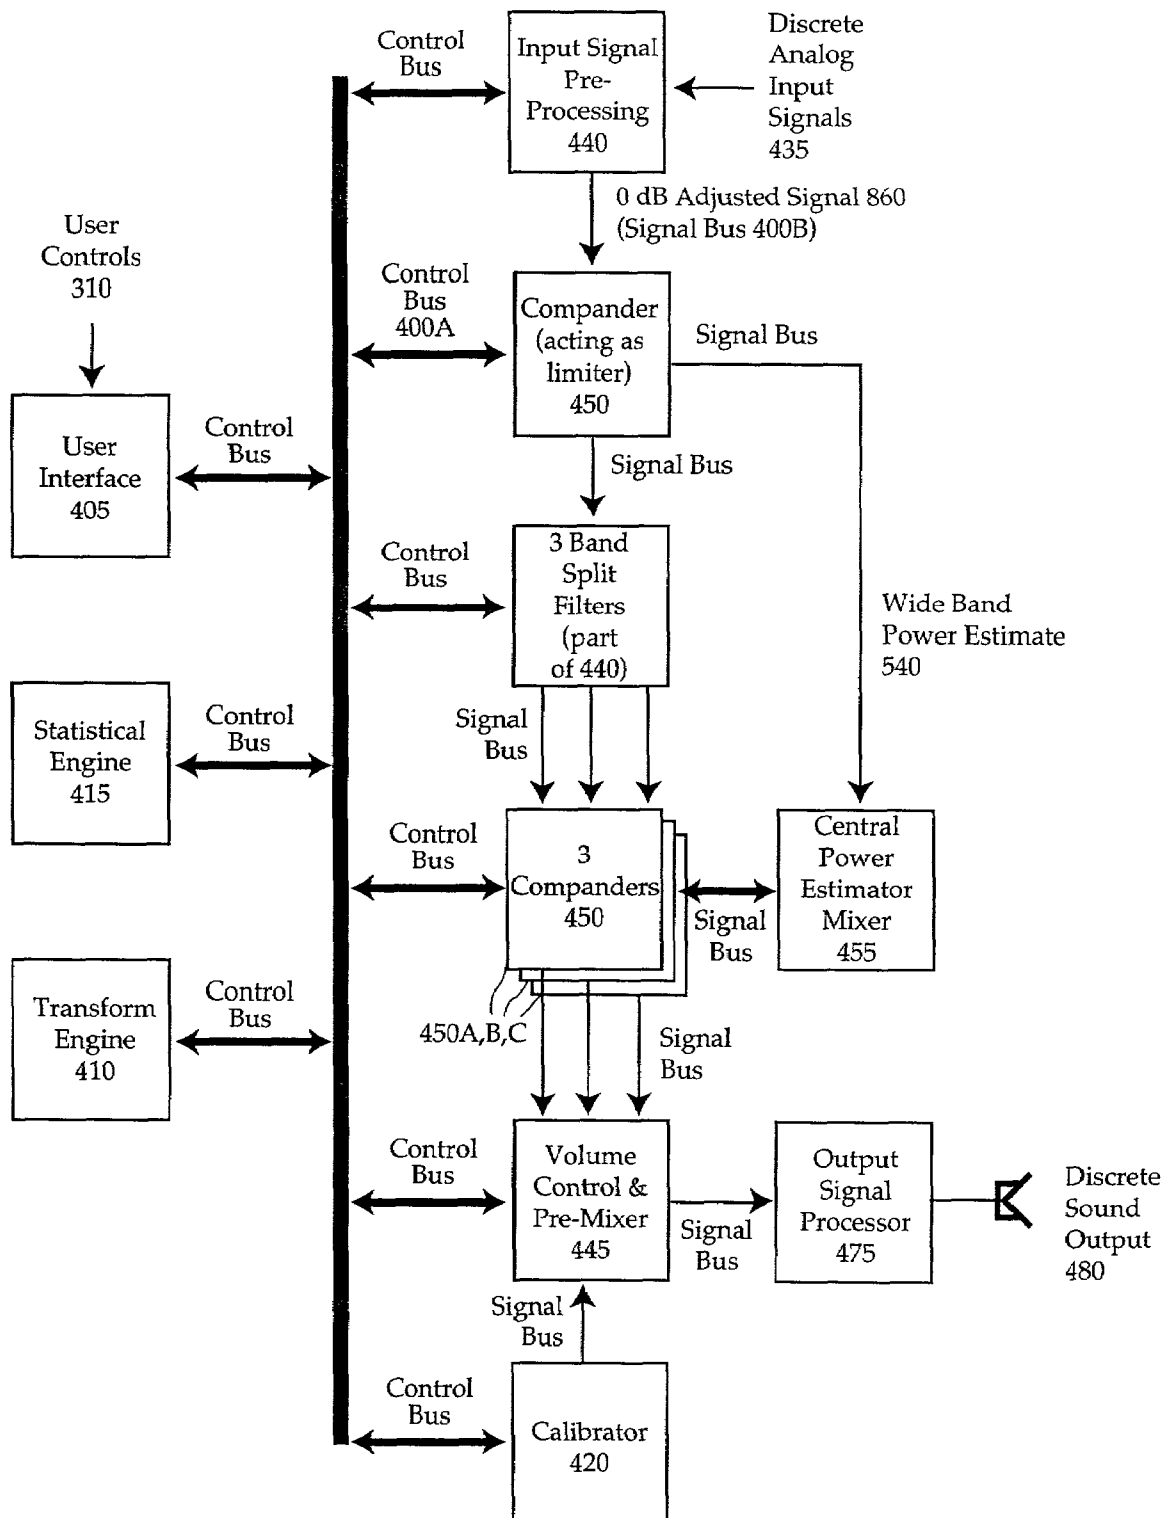 Control
Bus
Input Signal
Pre-
Processing
440
Discrete
Analog
Input
Signals
435
0 dB Adjusted Signal 860
(Signal Bus 400B)
User
Controls
310
Control
Bus
400A
Compander
(acting as
limiter)
450
Signal Bus
User
Interface
405
Control
Bus
Signal Bus
Control
Bus
3 Band
Split
Filters
(part
of 440)
Wide Band
Power Estimate
540
Statistical
Engine
415
Control
Bus
Signal
Bus
Control
Bus
3
Companders
450
Signal
Bus
Central
Power
Estimator
Mixer
455
Transform
Engine
410
Control
Bus
450A,B,C
Signal
Bus
Control
Bus
Volume
Control &
Pre-Mixer
445
Signal
Bus
Output
Signal
Processor
475
Discrete
Sound
Output
480
Signal
Bus
Control
Bus
Calibrator
420